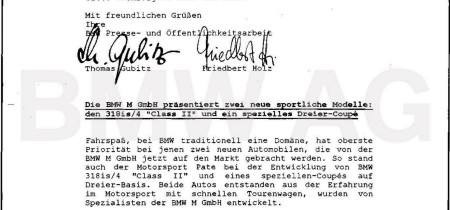 Mit freundlichen Grüßen
Ihre
BMW Presse- und Öffentlichkeitsarbeit
Thomas Gubitz Friedbert Holz
BMW AG
Die BMW M GmbH präsentiert zwei neue sportliche Modelle:
den 318is/4 "Class II" und ein spezielles Dreier-Coupé
Fahrspaß, bei BMW traditionell eine Domäne, hat oberste
Priorität bei jenen zwei neuen Automobilen, die von der
BMW M GmbH jetzt auf den Markt gebracht werden. So stand
auch der Motorsport Pate bei der Entwicklung von BMW
318is/4 "Class II" und eines speziellen-Coupés auf
Dreier-Basis. Beide Autos entstanden aus der Erfahrung
im Motorsport mit schnellen Tourenwagen, wurden von
Spezialisten der BMW M GmbH entwickelt.